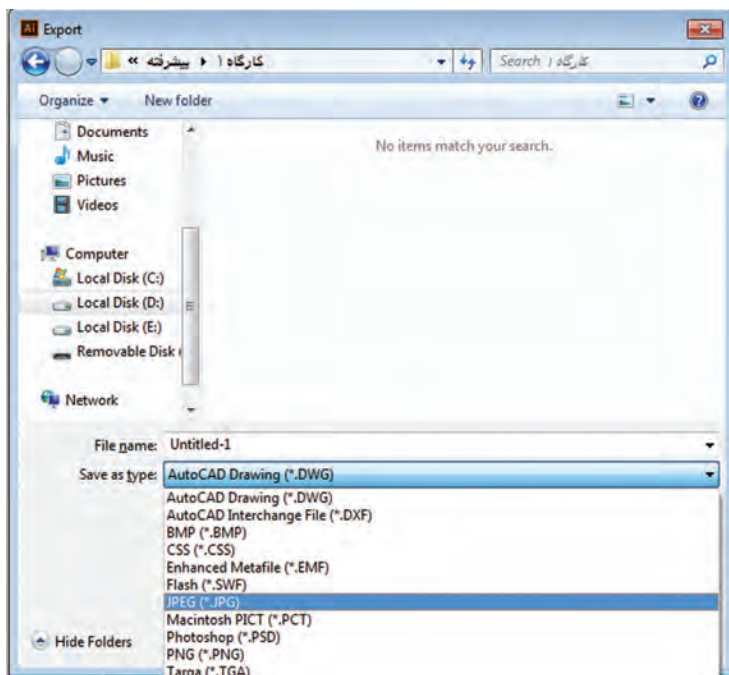 Ai Export
« پیشرفته ‹ کارگاه ۱
Search کارگاه ۱
Organize New folder
Documents
Music
Pictures
Videos
No items match your search.
Computer
Local Disk (C:)
Local Disk (D:)
Local Disk (E:)
Removable Disk (
Network
File name: Untitled-1
Save as type: AutoCAD Drawing (*.DWG)
AutoCAD Drawing (*.DWG)
AutoCAD Interchange File (*.DXF)
BMP (*.BMP)
CSS (*.CSS)
Enhanced Metafile (*.EMF)
Flash (*.SWF)
JPEG (*.JPG)
Macintosh PICT (*.PCT)
Photoshop (*.PSD)
PNG (*.PNG)
Targa (*.TGA)
Hide Folders